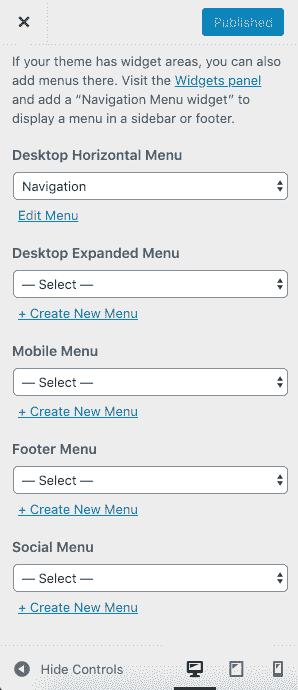 Published
If your theme has widget areas, you can also
add menus there. Visit the Widgets panel
and add a “Navigation Menu widget” to
display a menu in a sidebar or footer.
Desktop Horizontal Menu
Navigation
Edit Menu
Desktop Expanded Menu
— Select —
+ Create New Menu
Mobile Menu
— Select —
+ Create New Menu
Footer Menu
— Select —
+ Create New Menu
Social Menu
— Select —
+ Create New Menu
Hide Controls